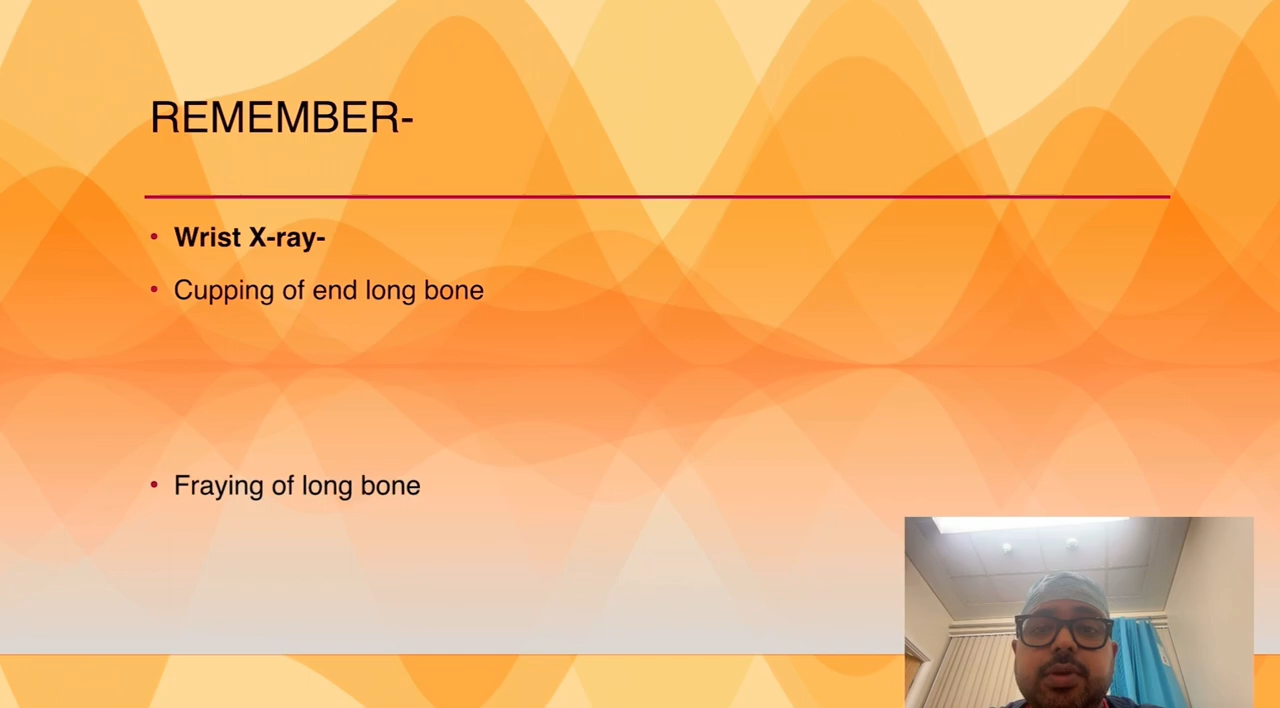 REMEMBER-
• Wrist X-ray-
• Cupping of end long bone
• Fraying of long bone